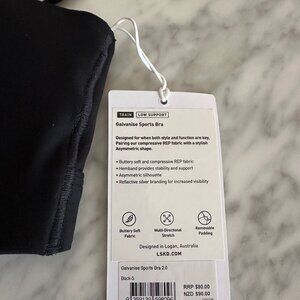 TRAIN LOW SUPPORT
Galvanise Sports Bra
Designed for when both style and function are key,
Pairing our compressive REP fabric with a stylish
Asymmetric shape.
• Buttery soft and compressive REP fabric
• Hemband provides stability and support
• Asymmetric silhouette
• Reflective silver branding for increased visibility
Buttery Soft
Fabric
Multi-Directional
Stretch
Removable
Padding
Designed in Logan, Australia
LSKD.COM
Galvanise Sports Bra 2.0
Black-S
RRP $80.00
NZD $90.00